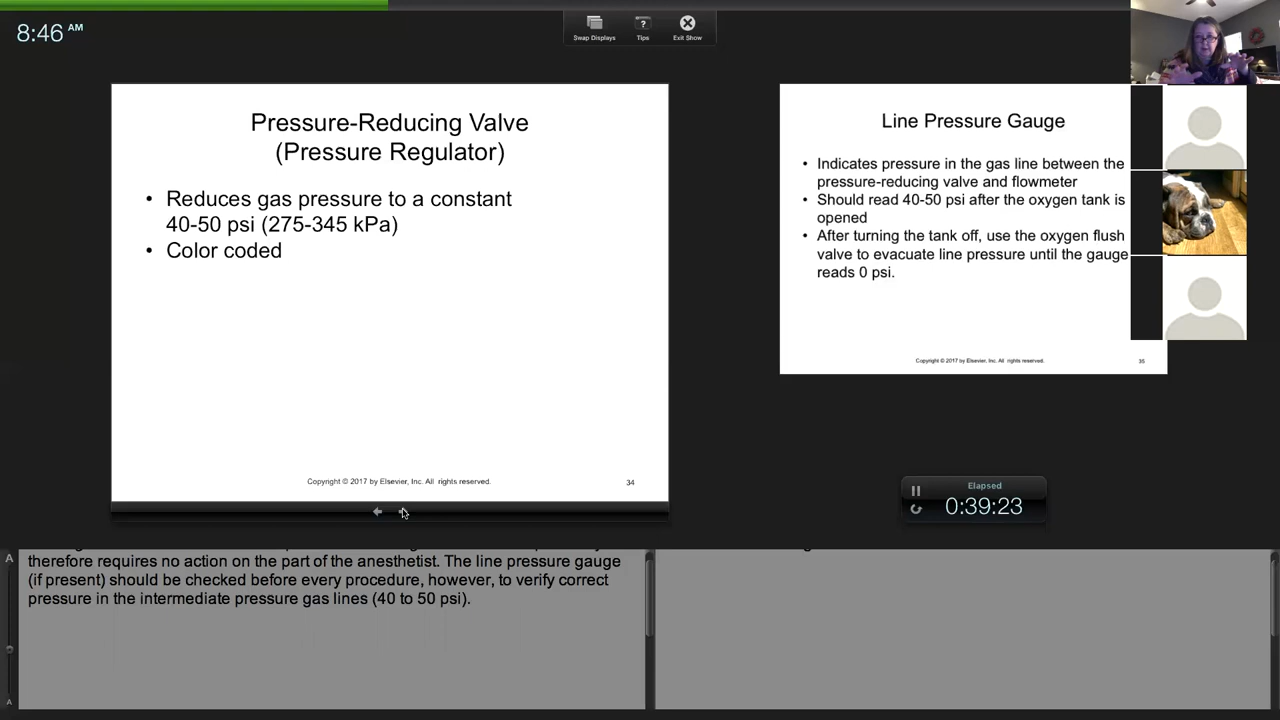 8:46 AM
Swap Displays
Tips
Exit Show
Pressure-Reducing Valve
(Pressure Regulator)
• Reduces gas pressure to a constant
40-50 psi (275-345 kPa)
• Color coded
Copyright © 2017 by Elsevier, Inc. All rights reserved.
34
Line Pressure Gauge
• Indicates pressure in the gas line between the
pressure-reducing valve and flowmeter
• Should read 40-50 psi after the oxygen tank is
opened
• After turning the tank off, use the oxygen flush
valve to evacuate line pressure until the gauge
reads 0 psi.
Copyright © 2017 by Elsevier, Inc. All rights reserved.
35
Elapsed
0:39:23
A
therefore requires no action on the part of the anesthetist. The line pressure gauge
(if present) should be checked before every procedure, however, to verify correct
pressure in the intermediate pressure gas lines (40 to 50 psi).
A